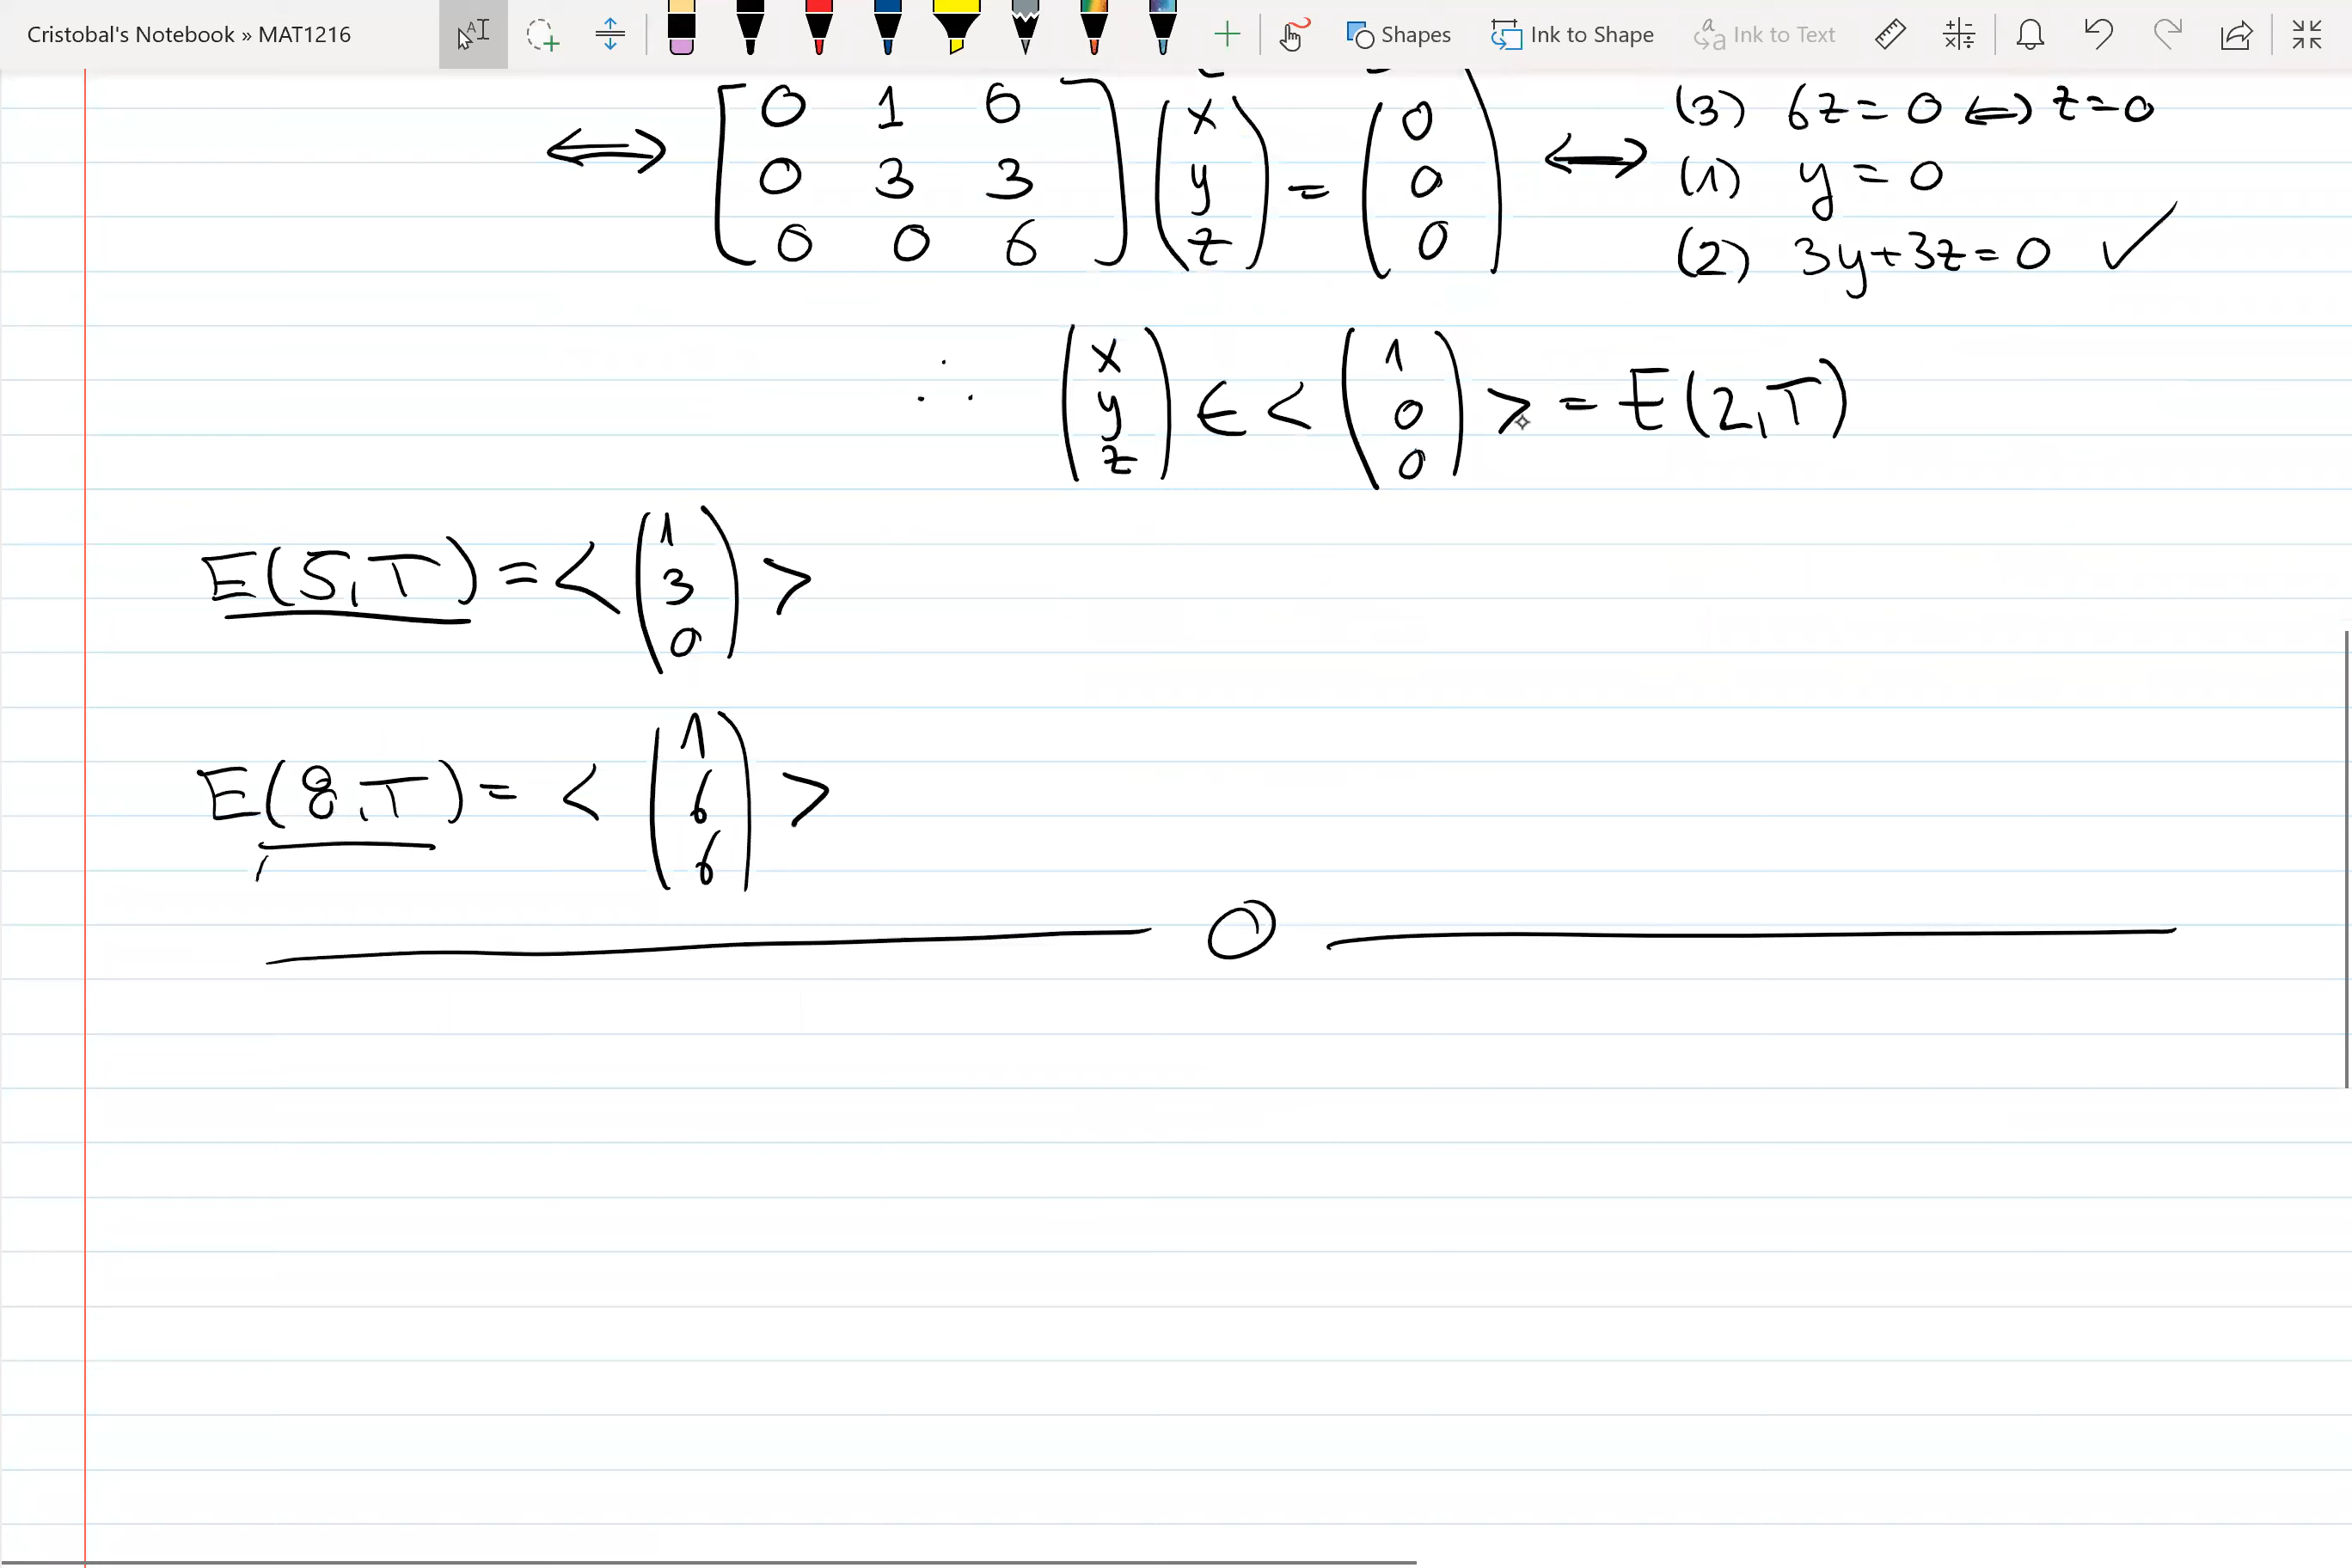 Cristobal's Notebook » MAT1216
Shapes Ink to Shape Ink to Text
⟺ [0 1 0; 0 3 3; 0 0 6] (x y z) = (0 0 0) ⟷ (3) 6z = 0 ⟺ z = 0
(1) y = 0
(2) 3y + 3z = 0 ✓
∴ (x y z) ∈ < (1 0 0) > = E(2,T)
E(5,T) = < (1 3 0) >
E(8,T) = < (1 6 6) >